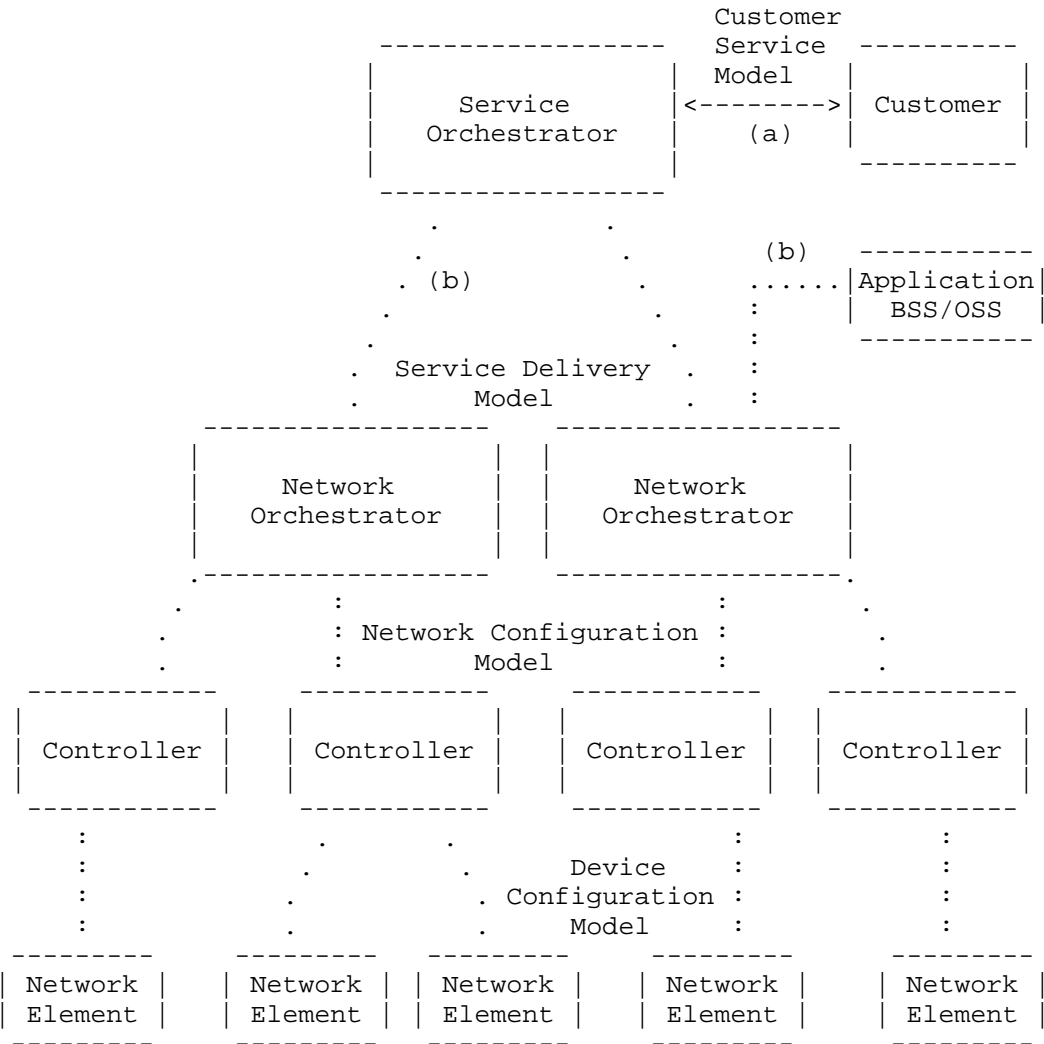 Customer
Service
Model
Service
Orchestrator
<-------->
Customer
(a)
(b)
(b)
Application
BSS/OSS
Service Delivery
Model
Network
Orchestrator
Network
Orchestrator
Network Configuration
Model
Controller
Controller
Controller
Controller
Device
Configuration
Model
Network
Element
Network
Element
Network
Element
Network
Element
Network
Element